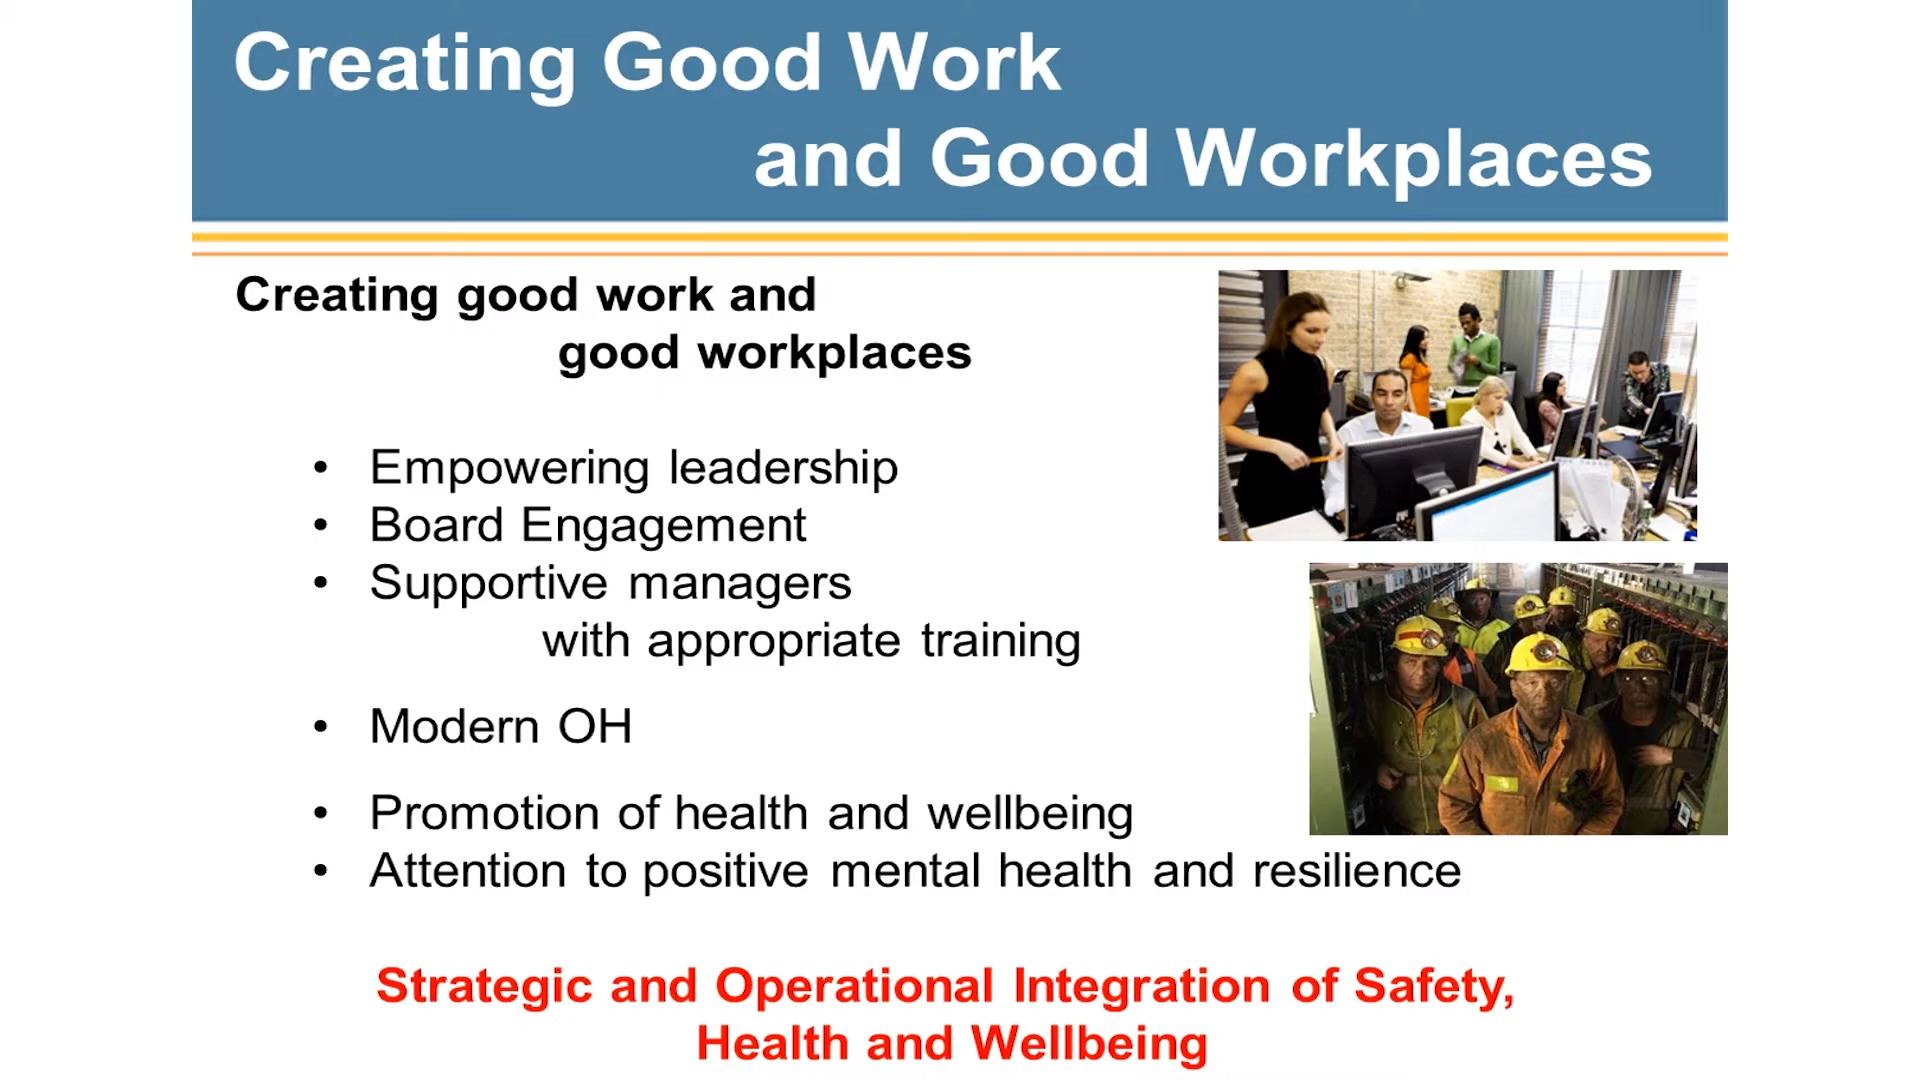 Creating Good Work
and Good Workplaces
Creating good work and
good workplaces
• Empowering leadership
• Board Engagement
• Supportive managers
with appropriate training
• Modern OH
• Promotion of health and wellbeing
• Attention to positive mental health and resilience
Strategic and Operational Integration of Safety,
Health and Wellbeing